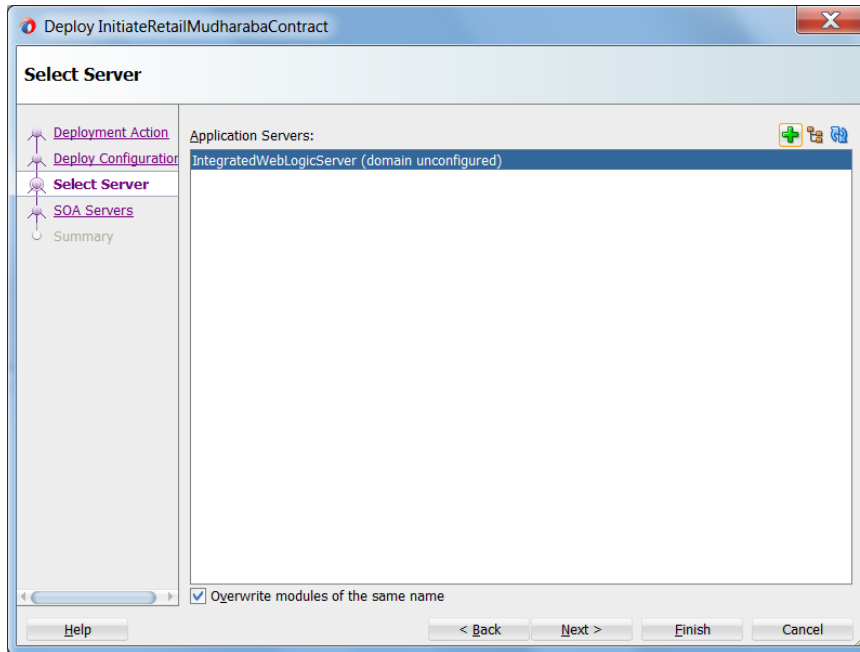 Deploy InitiateRetailMudharabaContract
Select Server
Deployment Action
Deploy Configuration
Select Server
SOA Servers
Summary
Application Servers:
IntegratedWebLogicServer (domain unconfigured)
Overwrite modules of the same name
Help
< Back
Next >
Finish
Cancel